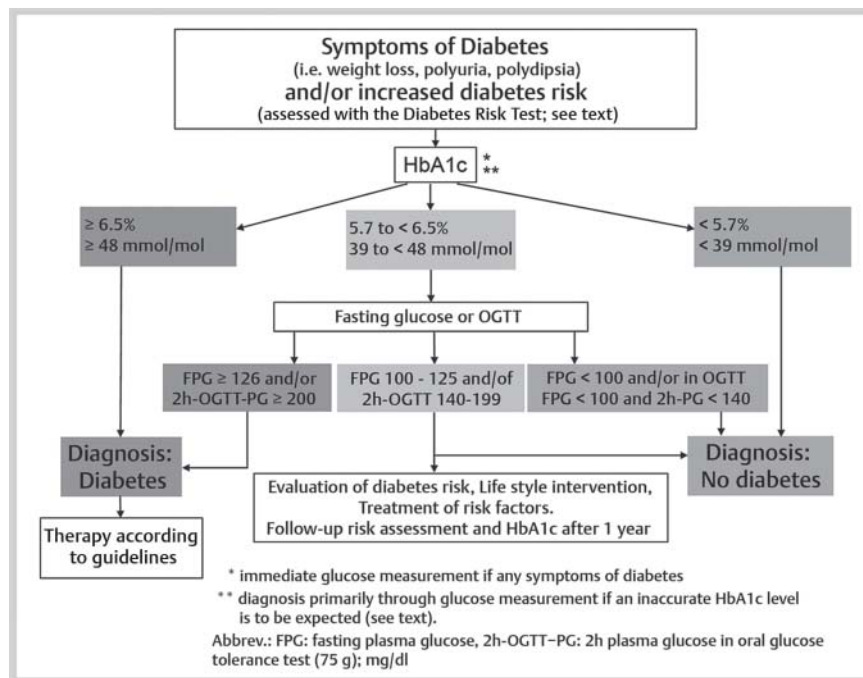 Symptoms of Diabetes
(i.e. weight loss, polyuria, polydipsia)
and/or increased diabetes risk
(assessed with the Diabetes Risk Test; see text)
HbA1c *
**
≥ 6.5%
≥ 48 mmol/mol
5.7 to < 6.5%
39 to < 48 mmol/mol
< 5.7%
< 39 mmol/mol
Fasting glucose or OGTT
FPG ≥ 126 and/or
2h-OGTT-PG ≥ 200
FPG 100 - 125 and/of
2h-OGTT 140-199
FPG < 100 and/or in OGTT
FPG < 100 and 2h-PG < 140
Diagnosis:
Diabetes
Diagnosis:
No diabetes
Evaluation of diabetes risk, Life style intervention,
Treatment of risk factors.
Follow-up risk assessment and HbA1c after 1 year
Therapy according
to guidelines
* immediate glucose measurement if any symptoms of diabetes
** diagnosis primarily through glucose measurement if an inaccurate HbA1c level
is to be expected (see text).
Abbrev.: FPG: fasting plasma glucose, 2h-OGTT–PG: 2h plasma glucose in oral glucose
tolerance test (75 g); mg/dl